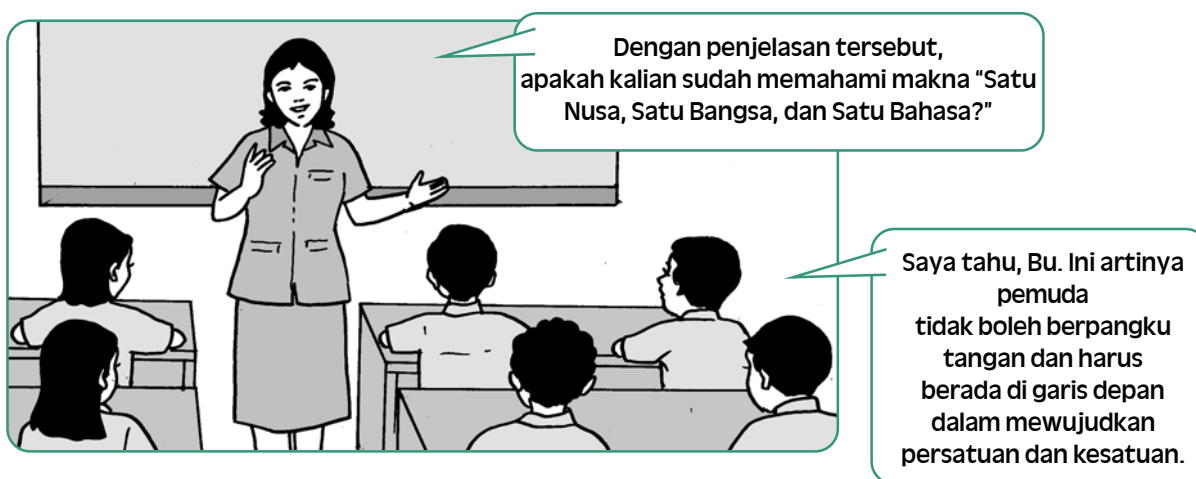 Dengan penjelasan tersebut,
apakah kalian sudah memahami makna “Satu
Nusa, Satu Bangsa, dan Satu Bahasa?”
Saya tahu, Bu. Ini artinya
pemuda
tidak boleh berpangku
tangan dan harus
berada di garis depan
dalam mewujudkan
persatuan dan kesatuan.